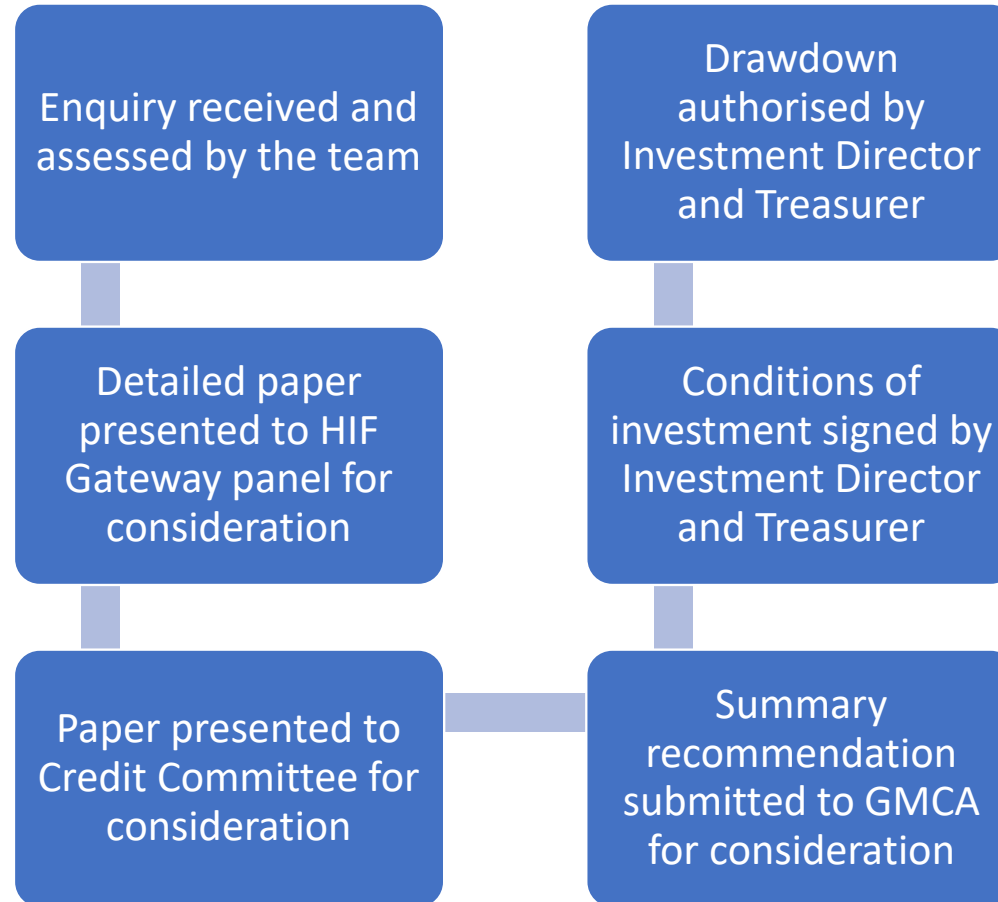 Enquiry received and
assessed by the team
Detailed paper
presented to HIF
Gateway panel for
consideration
Paper presented to
Credit Committee for
consideration
Summary
recommendation
submitted to GMCA
for consideration
Conditions of
investment signed by
Investment Director
and Treasurer
Drawdown
authorised by
Investment Director
and Treasurer